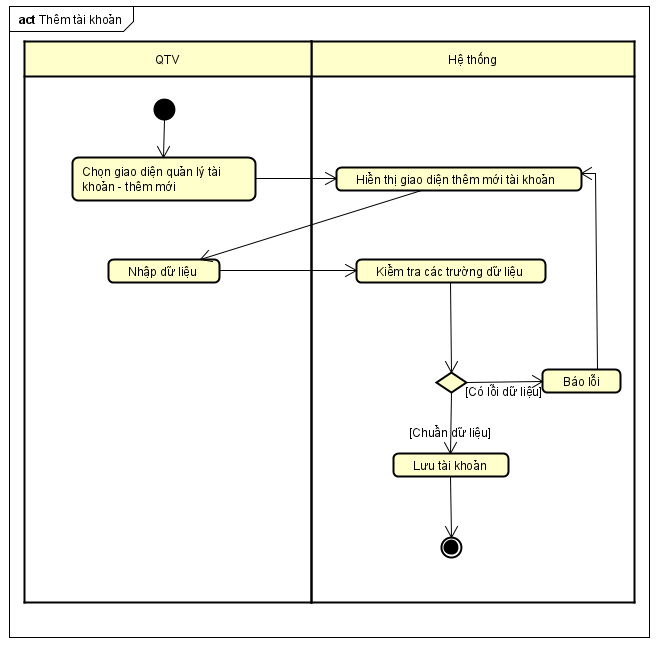 act Thêm tài khoản
QTV
Hệ thống
Chọn giao diện quản lý tài
khoản - thêm mới
Hiển thị giao diện thêm mới tài khoản
Nhập dữ liệu
Kiểm tra các trường dữ liệu
Báo lỗi
[Có lỗi dữ liệu]
[Chuẩn dữ liệu]
Lưu tài khoản